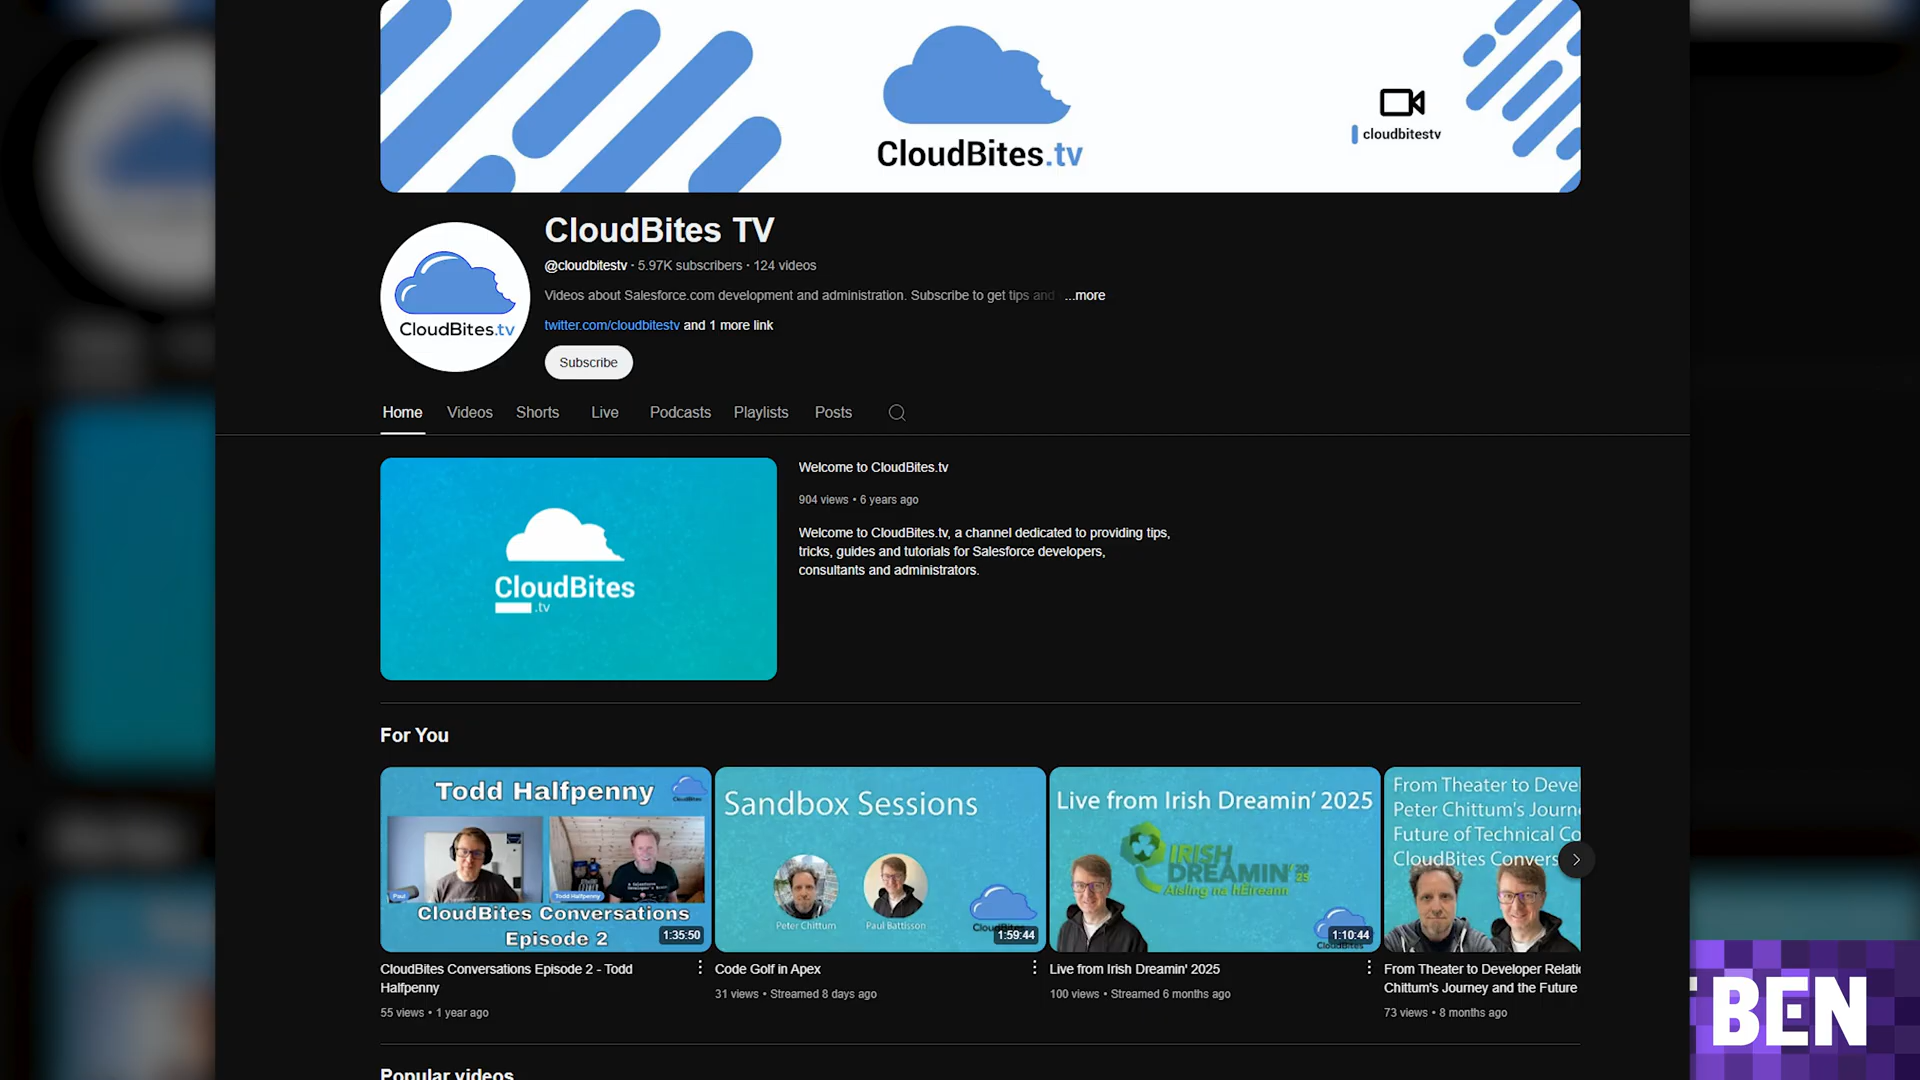 CloudBites.tv
cloudbitestv
CloudBites.tv
CloudBites TV
@cloudbitestv · 5.97K subscribers · 124 videos
Videos about Salesforce.com development and administration. Subscribe to get tips and ...more
twitter.com/cloudbitestv and 1 more link
Subscribe
Home Videos Shorts Live Podcasts Playlists Posts
CloudBites
.tv
Welcome to CloudBites.tv
904 views • 6 years ago
Welcome to CloudBites.tv, a channel dedicated to providing tips,
tricks, guides and tutorials for Salesforce developers,
consultants and administrators.
For You
Todd Halfpenny
Paul
Todd Halfpenny
CloudBites Conversations
Episode 2
1:35:50
CloudBites Conversations Episode 2 - Todd
Halfpenny
55 views • 1 year ago
Sandbox Sessions
Peter Chittum
Paul Battisson
1:59:44
Code Golf in Apex
31 views • Streamed 8 days ago
Live from Irish Dreamin' 2025
IRISH
DREAMIN' 2025
Aisling na hÉireann
CloudBites
1:10:44
Live from Irish Dreamin' 2025
100 views • Streamed 6 months ago
From Theater to Deve
Peter Chittum's Journ
Future of Technical Co
CloudBites Convers
From Theater to Developer Relati
Chittum's Journey and the Future
73 views • 8 months ago
Popular videos
BEN